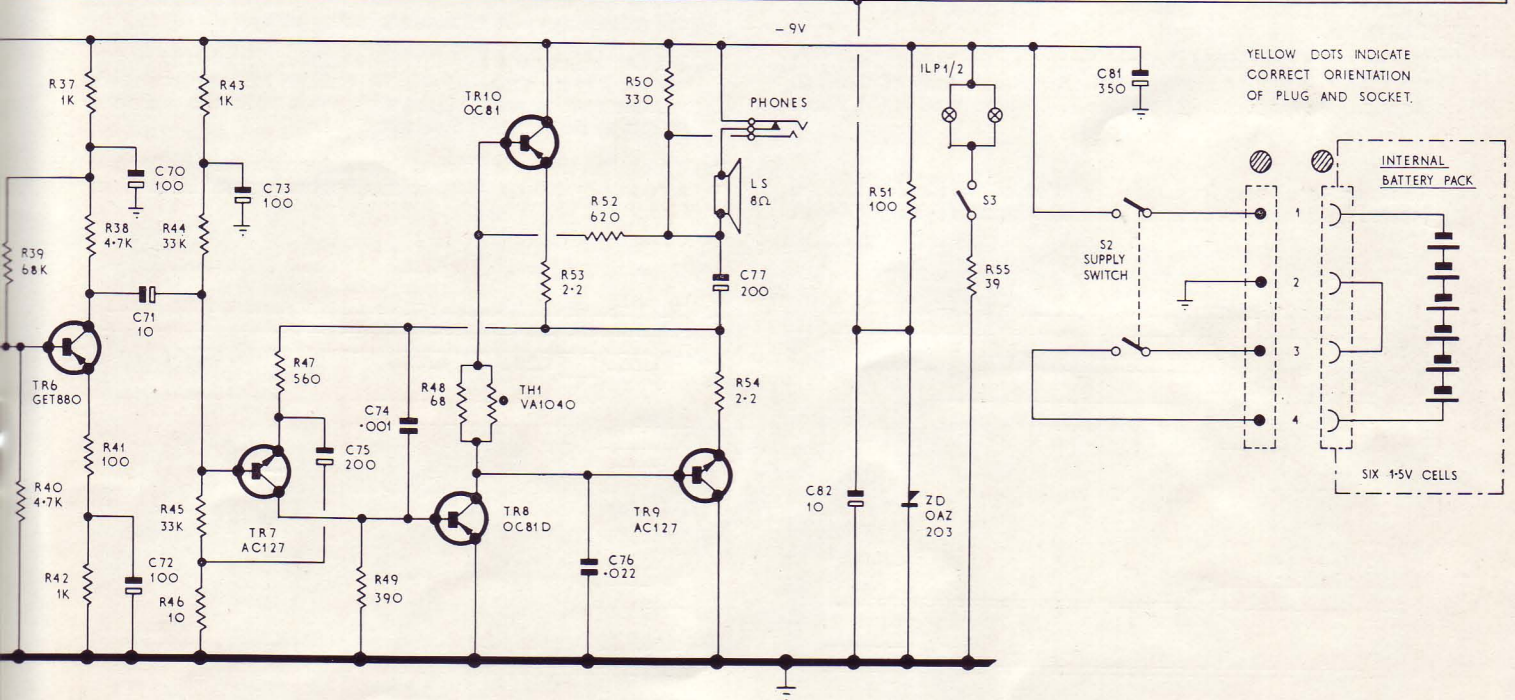 - 9V
YELLOW DOTS INDICATE
CORRECT ORIENTATION
OF PLUG AND SOCKET.
R37
1K
R43
1K
TR10
OC81
R50
330
PHONES
ILP1/2
C81
350
INTERNAL
BATTERY PACK
C70
100
C73
100
LS
8Ω
R51
100
S3
1
R38
4·7K
R44
33K
R52
620
R39
68K
S2
SUPPLY
SWITCH
R53
2·2
C77
200
R55
39
2
C71
10
3
TR6
GET880
R47
560
C74
·001
R48
68
TH1
VA1040
R54
2·2
4
R41
100
C75
200
SIX 1·5V CELLS
R40
4·7K
R45
33K
TR7
AC127
TR8
OC81D
TR9
AC127
C82
10
ZD
OAZ
203
R42
1K
C72
100
R46
10
R49
390
C76
·022